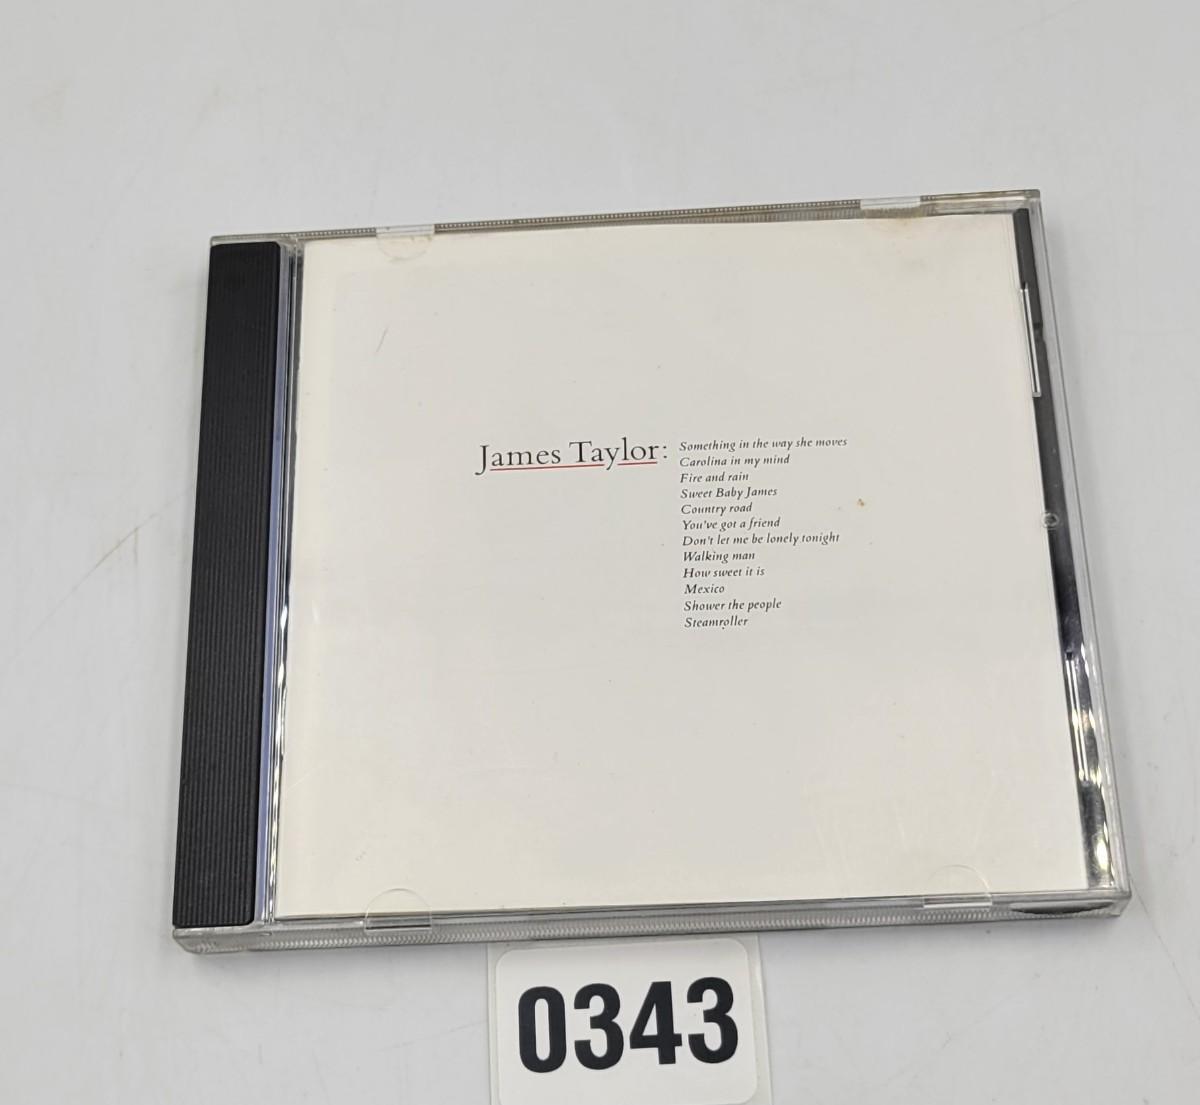 James Taylor:
Something in the way she moves
Carolina in my mind
Fire and rain
Sweet Baby James
Country road
You've got a friend
Don't let me be lonely tonight
Walking man
How sweet it is
Mexico
Shower the people
Steamroller
0343